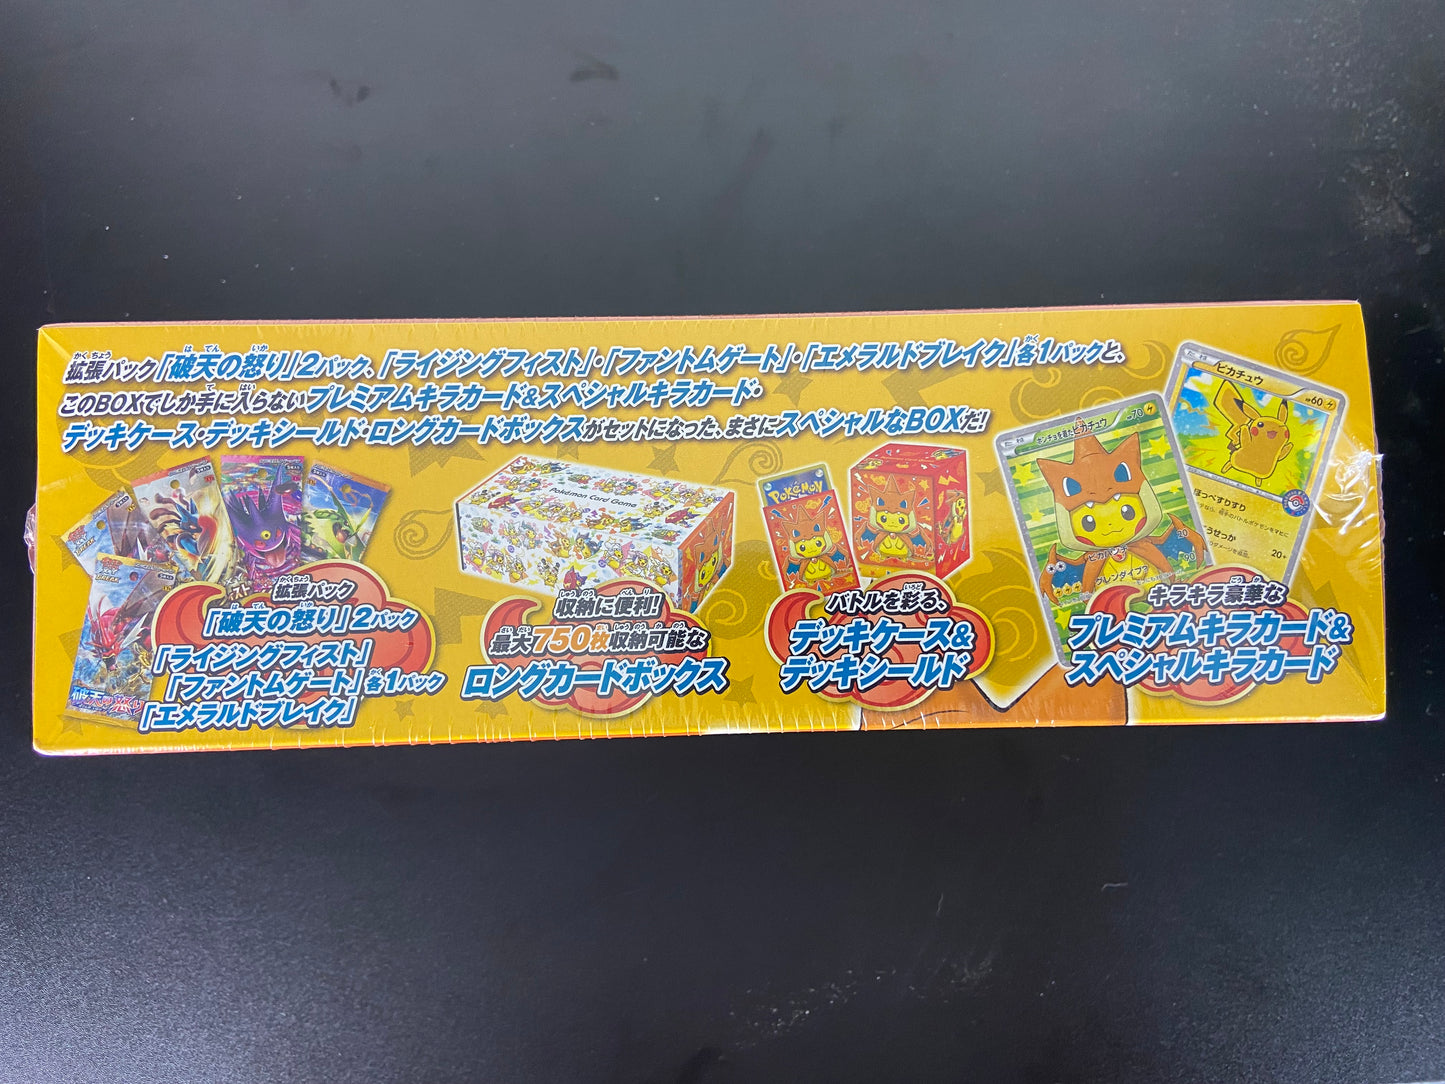 拡張パック「破天の怒り」2パック、「ライジングフィスト」・「ファントムゲート」・「エメラルドブレイク」各1パックと、
このBOXでしか手に入らないプレミアムキラカード&スペシャルキラカード・
デッキケース・デッキシールド・ロングカードボックスがセットになった、まさにスペシャルなBOXだ!
拡張パック
「破天の怒り」2パック
「ライジングフィスト」
「ファントムゲート」各1パック
「エメラルドブレイク」
Pokémon Card Game
収納に便利!
最大750枚収納可能な
ロングカードボックス
POKÉMON
バトルを彩る、
デッキケース&
デッキシールド
HP70
ピカチュウ
HP60
ほっぺすりすり
20+
キラキラ豪華な
プレミアムキラカード&
スペシャルキラカード